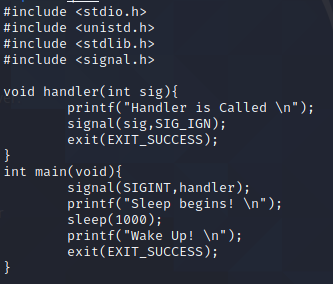 #include <stdio.h>
#include <unistd.h>
#include <stdlib.h>
#include <signal.h>

void handler(int sig){
        printf("Handler is Called \n");
        signal(sig,SIG_IGN);
        exit(EXIT_SUCCESS);
}
int main(void){
        signal(SIGINT,handler);
        printf("Sleep begins! \n");
        sleep(1000);
        printf("Wake Up! \n");
        exit(EXIT_SUCCESS);
}